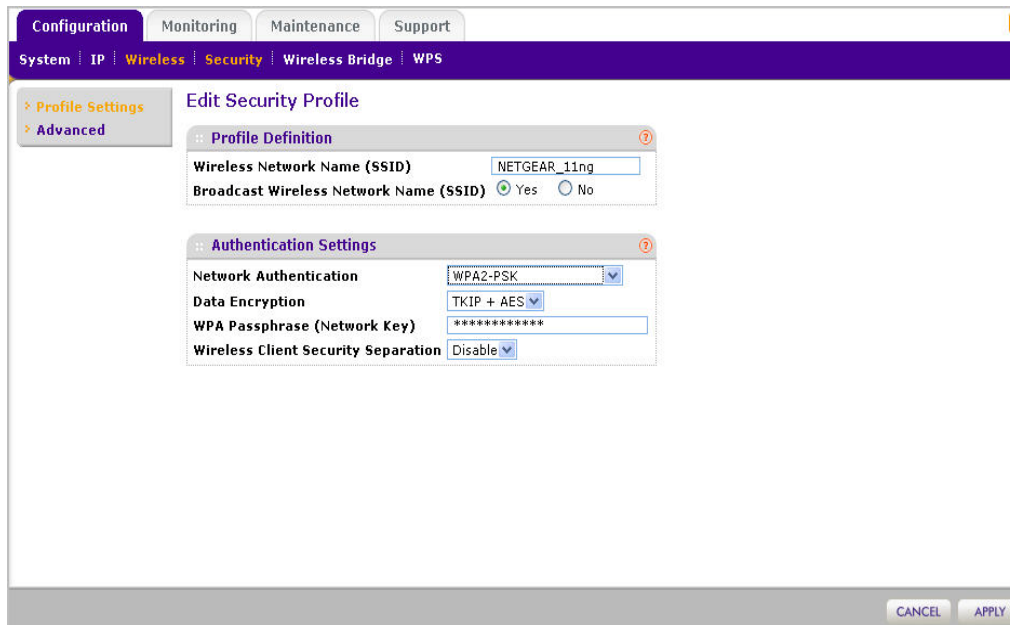 Configuration Monitoring Maintenance Support
System IP Wireless Security Wireless Bridge WPS
Profile Settings
Advanced
Edit Security Profile
Profile Definition ?
Wireless Network Name (SSID) NETGEAR_11ng
Broadcast Wireless Network Name (SSID) Yes No
Authentication Settings ?
Network Authentication WPA2-PSK
Data Encryption TKIP + AES
WPA Passphrase (Network Key) ************
Wireless Client Security Separation Disable
CANCEL APPLY